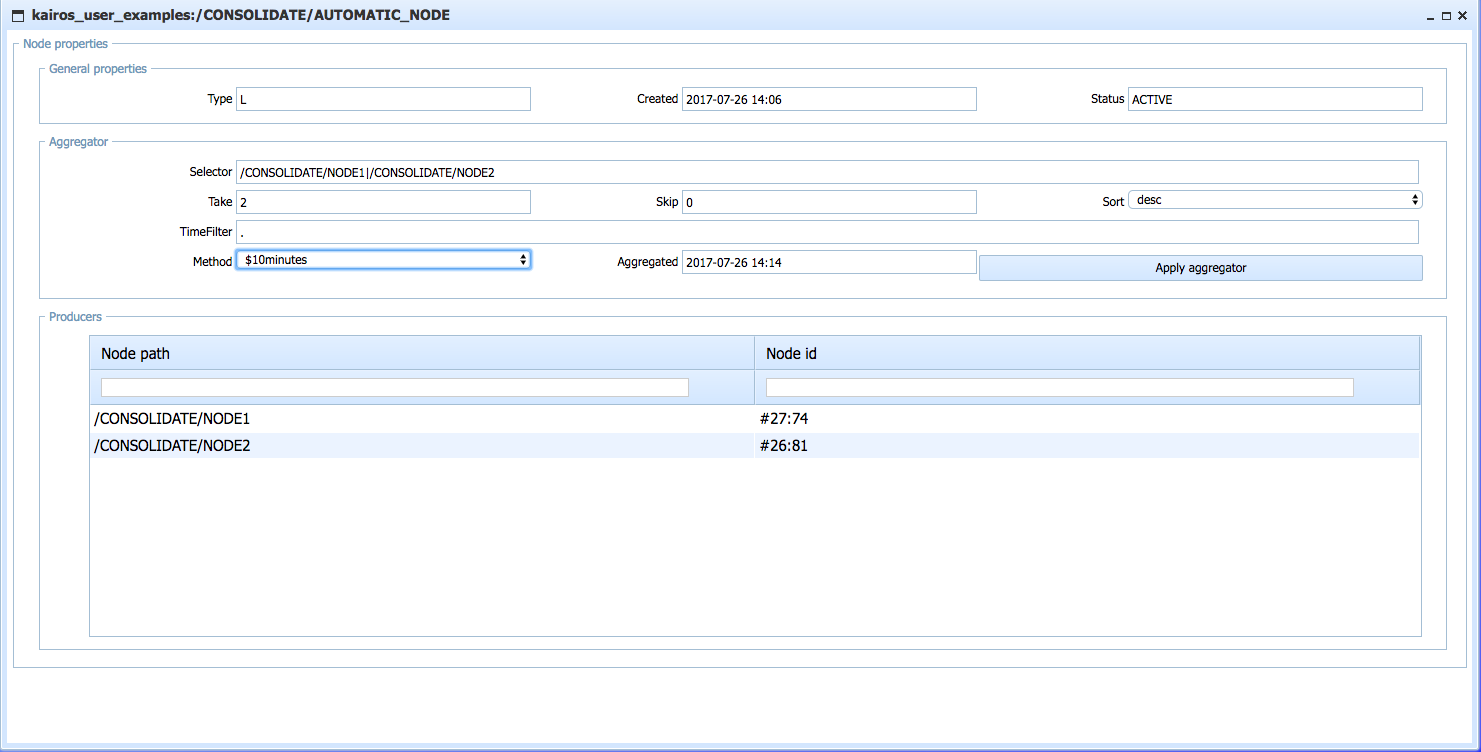 kairos_user_examples:/CONSOLIDATE/AUTOMATIC_NODE
Node properties
General properties
Type L Created 2017-07-26 14:06 Status ACTIVE
Aggregator
Selector /CONSOLIDATE/NODE1|/CONSOLIDATE/NODE2
Take 2 Skip 0 Sort desc
TimeFilter .
Method $10minutes Aggregated 2017-07-26 14:14 Apply aggregator
Producers
Node path Node id
/CONSOLIDATE/NODE1 #27:74
/CONSOLIDATE/NODE2 #26:81